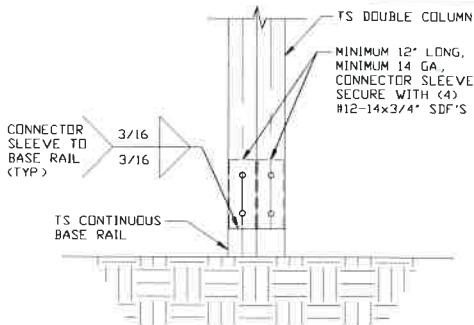 TS DOUBLE COLUMN
MINIMUM 12" LONG,
MINIMUM 14 GA.,
CONNECTOR SLEEVE
SECURE WITH (4)
#12-14x3/4" SDF'S
CONNECTOR
SLEEVE TO
BASE RAIL
(TYP.)
3/16
3/16
TS CONTINUOUS
BASE RAIL